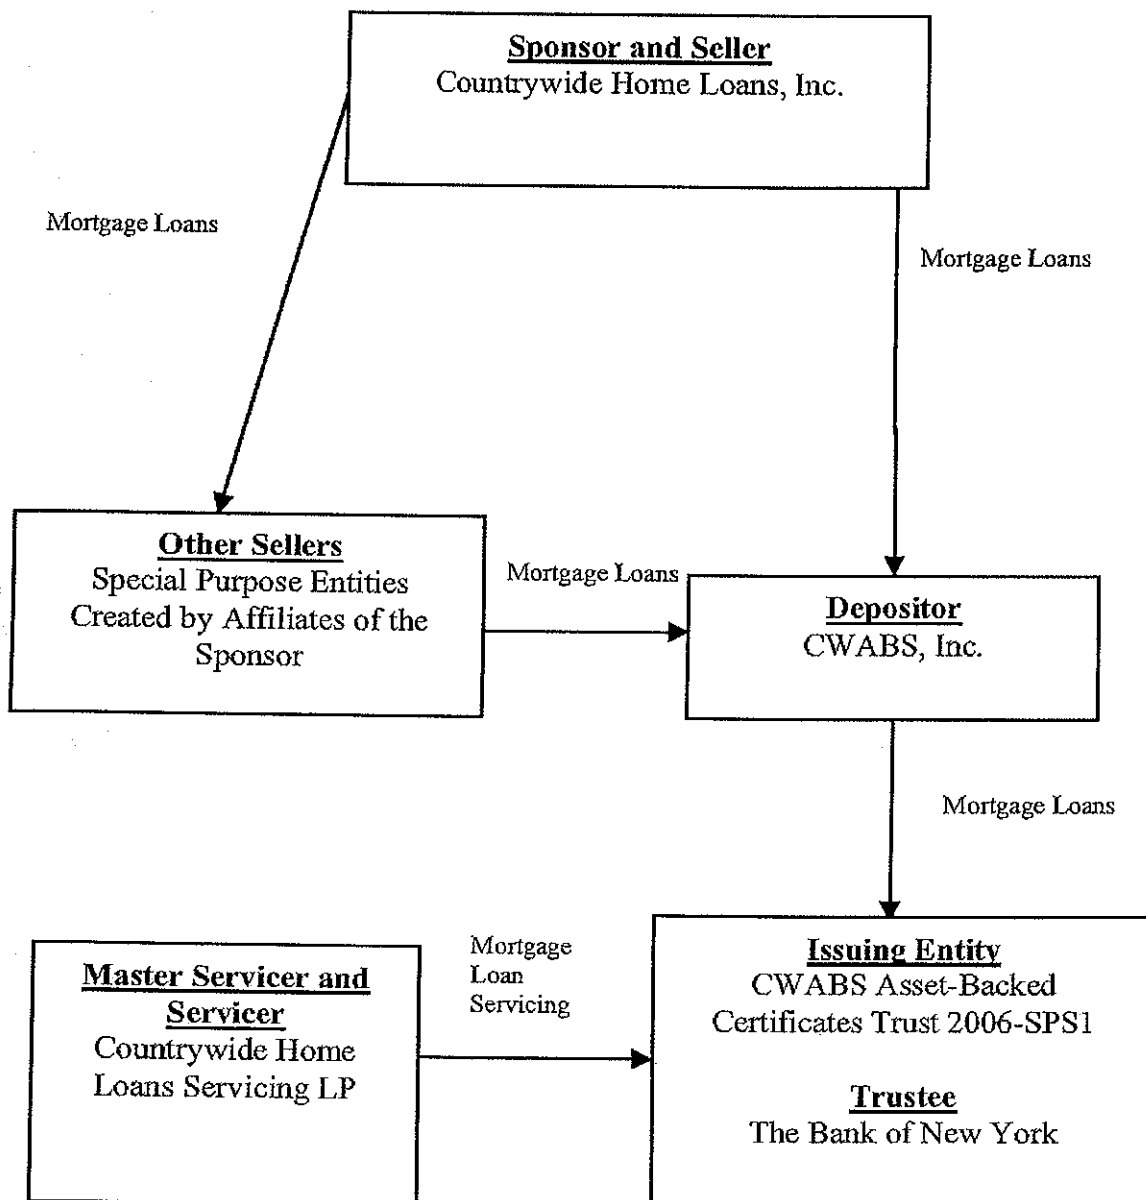 Sponsor and Seller
Countrywide Home Loans, Inc.
Mortgage Loans
Mortgage Loans
Other Sellers
Special Purpose Entities
Created by Affiliates of the
Sponsor
Mortgage Loans
Depositor
CWABS, Inc.
Mortgage Loans
Master Servicer and
Servicer
Countrywide Home
Loans Servicing LP
Mortgage
Loan
Servicing
Issuing Entity
CWABS Asset-Backed
Certificates Trust 2006-SPS1
Trustee
The Bank of New York